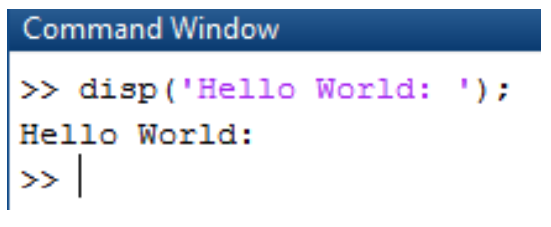 Command Window
>> disp('Hello World: ');
Hello World:
>>